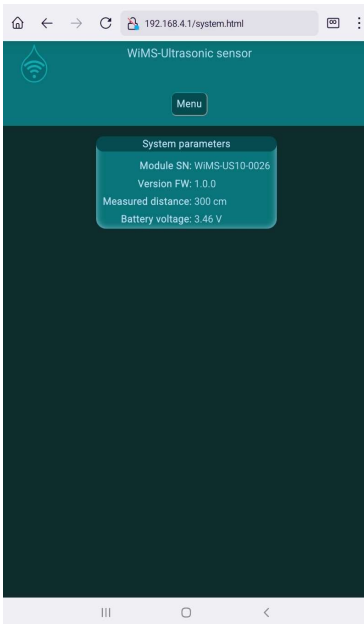 192.168.4.1/system.html
WiMS-Ultrasonic sensor
Menu
System parameters
Module SN: WiMS-US10-0026
Version FW: 1.0.0
Measured distance: 300 cm
Battery voltage: 3.46 V